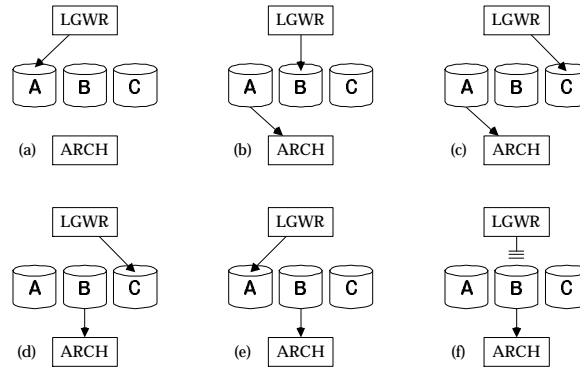 LGWR
LGWR
LGWR
A B C
A B C
A B C
(a) ARCH
(b) ARCH
(c) ARCH
LGWR
LGWR
LGWR
A B C
A B C
A B C
(d) ARCH
(e) ARCH
(f) ARCH